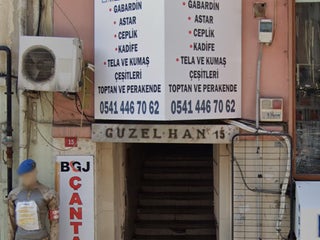 • GABARDİN
• ASTAR
• CEPLİK
• KADİFE
• TELA VE KUMAŞ
ÇEŞİTLERİ
TOPTAN VE PERAKENDE
0541 446 70 62
• GABARDİN
• ASTAR
• CEPLİK
• KADİFE
• TELA VE KUMAŞ
ÇEŞİTLERİ
TOPTAN VE PERAKENDE
0541 446 70 62
GÜZEL HAN 15
15
BGJ
ÇANTA